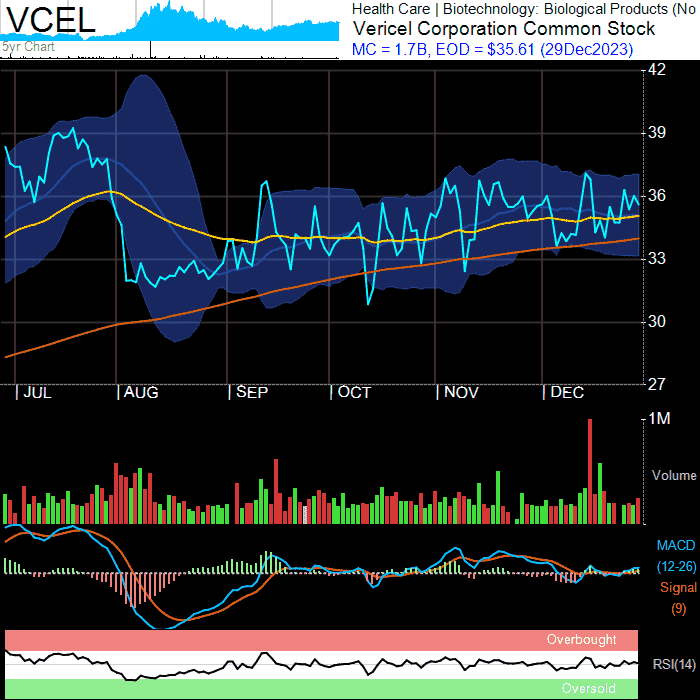 VCEL
5yr Chart
Health Care | Biotechnology: Biological Products (No
Vericel Corporation Common Stock
MC = 1.7B, EOD = $35.61 (29Dec2023)
42
39
36
33
30
27
JUL
AUG
SEP
OCT
NOV
DEC
1M
Volume
MACD
(12-26)
Signal
(9)
Overbought
RSI(14)
Oversold